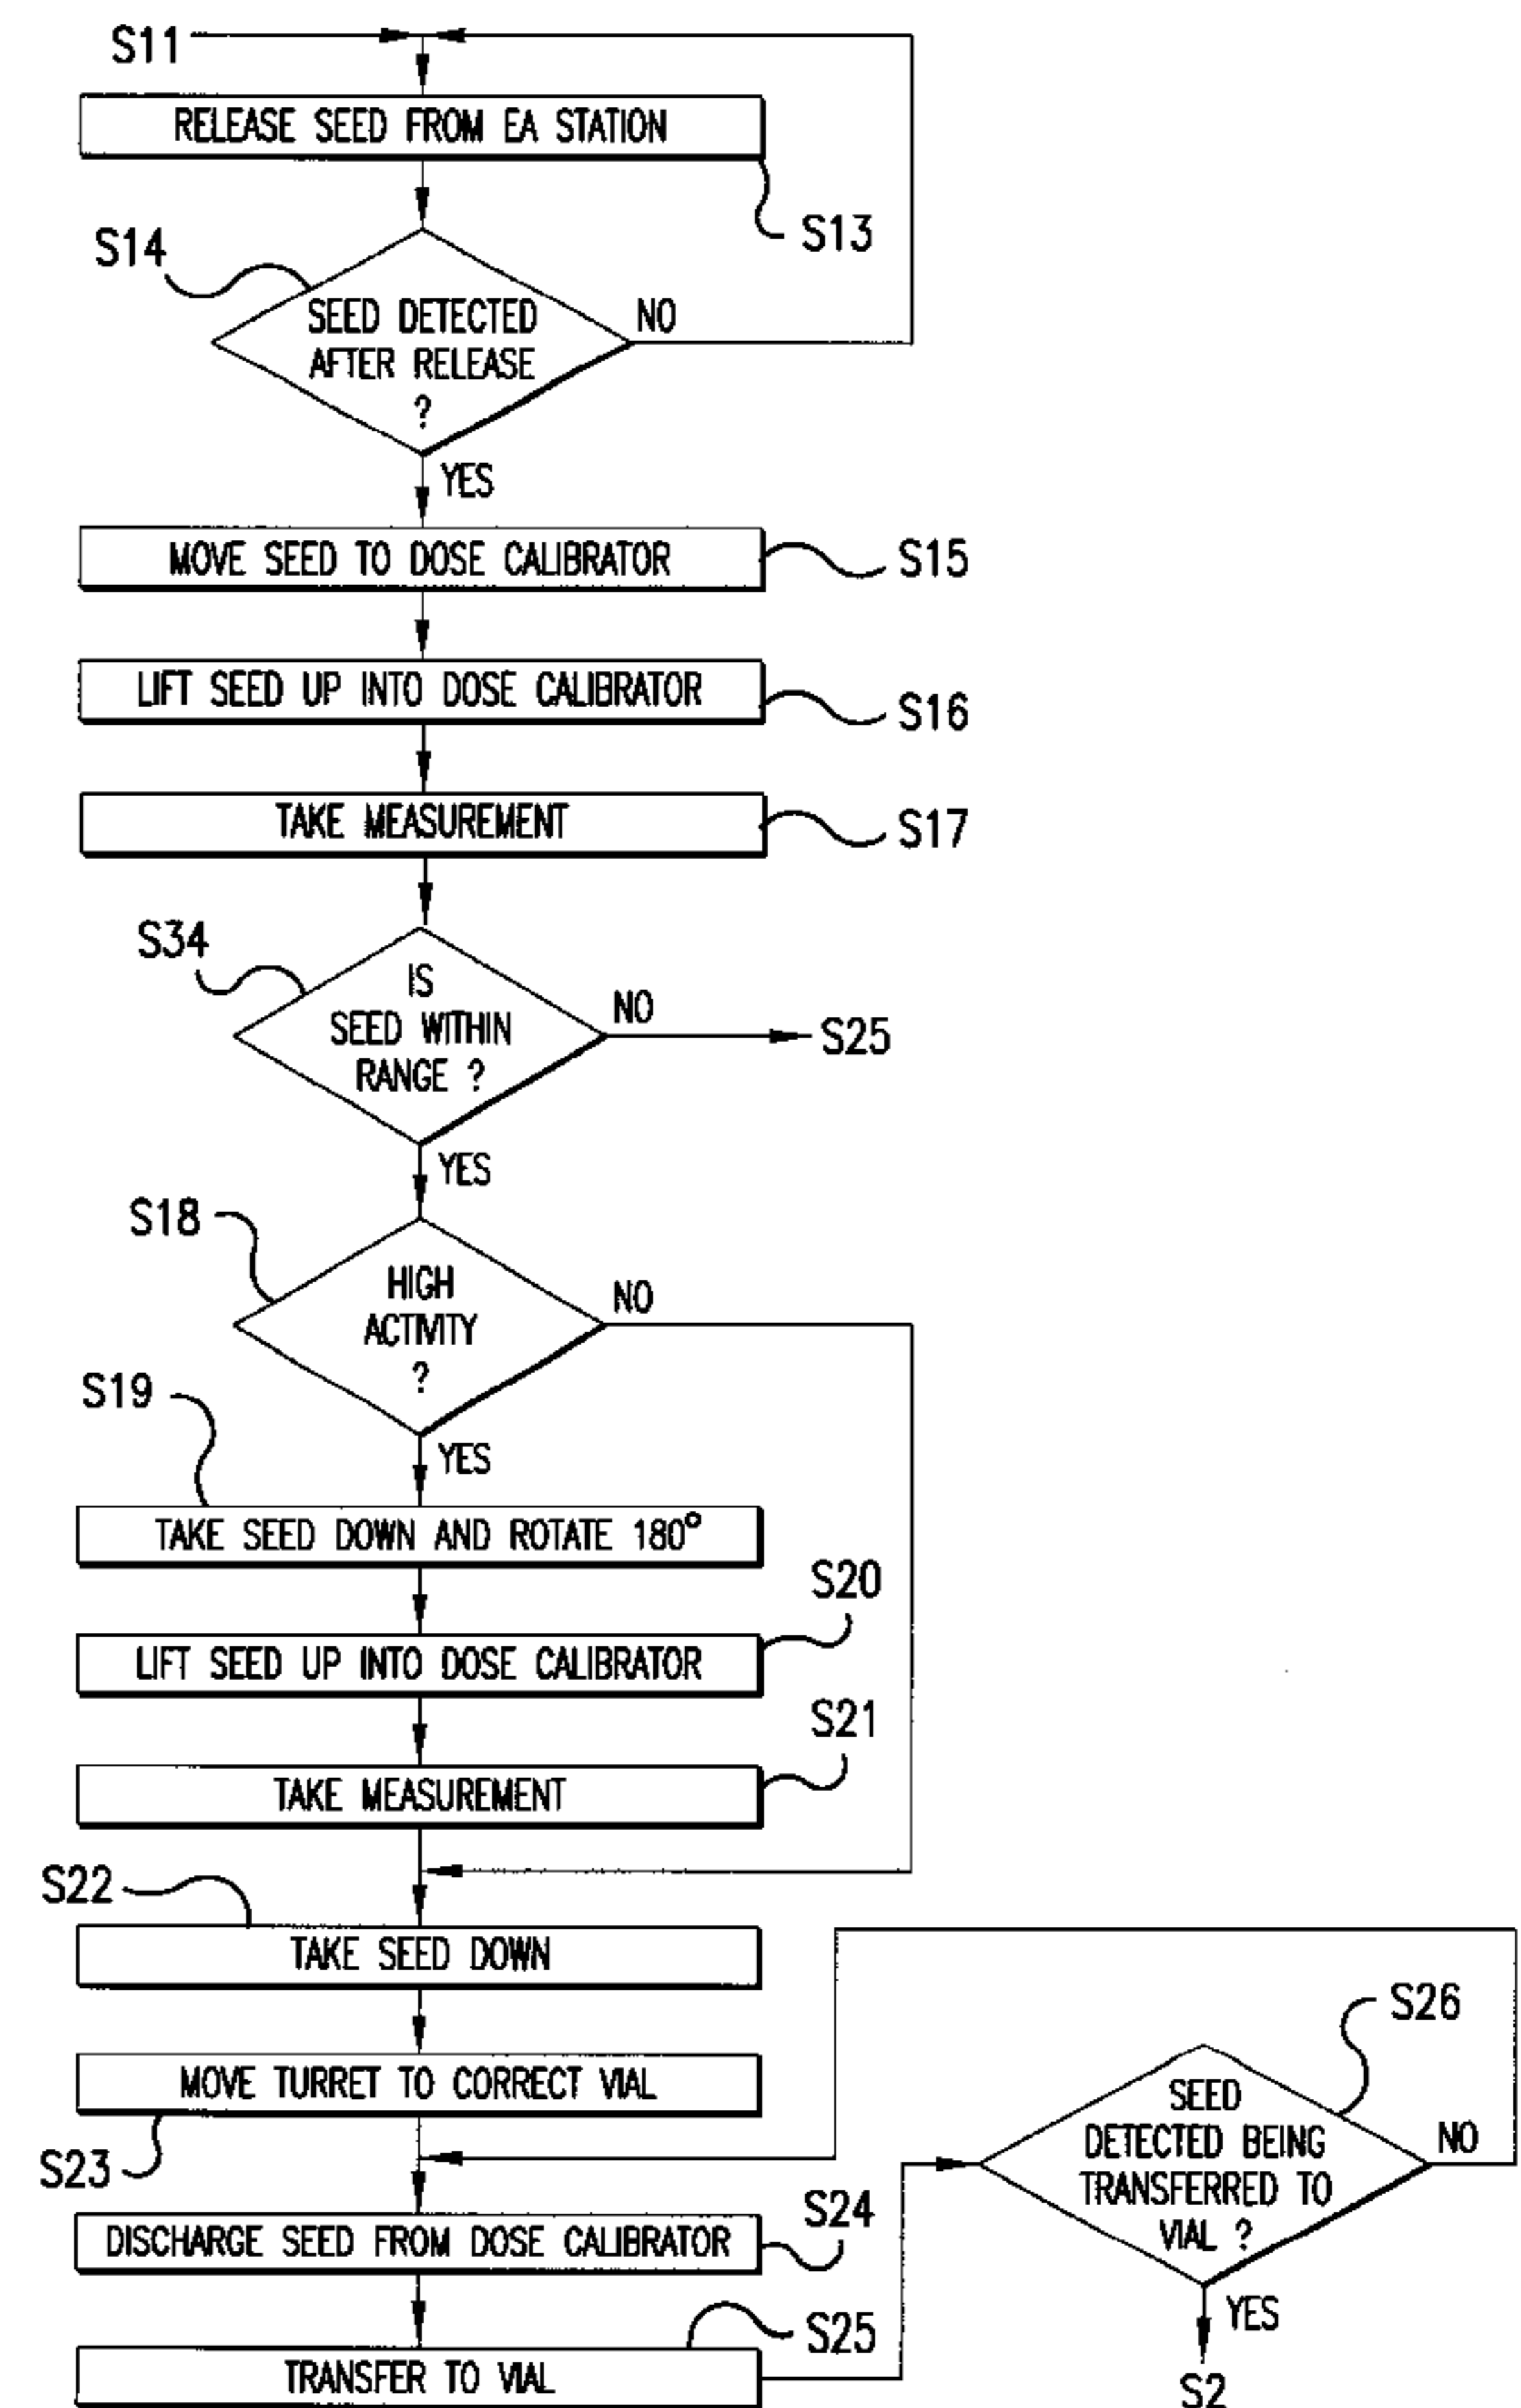 S11
RELEASE SEED FROM EA STATION
S13
S14
SEED DETECTED
AFTER RELEASE
?
NO
YES
MOVE SEED TO DOSE CALIBRATOR
S15
LIFT SEED UP INTO DOSE CALIBRATOR
S16
TAKE MEASUREMENT
S17
S34
IS
SEED WITHIN
RANGE ?
NO
S25
YES
S18
HIGH
ACTIVITY
?
NO
YES
S19
TAKE SEED DOWN AND ROTATE 180°
S20
LIFT SEED UP INTO DOSE CALIBRATOR
S21
TAKE MEASUREMENT
S22
TAKE SEED DOWN
MOVE TURRET TO CORRECT VIAL
S23
DISCHARGE SEED FROM DOSE CALIBRATOR
S24
TRANSFER TO VIAL
S25
S26
SEED
DETECTED BEING
TRANSFERRED TO
VIAL ?
NO
YES
S2